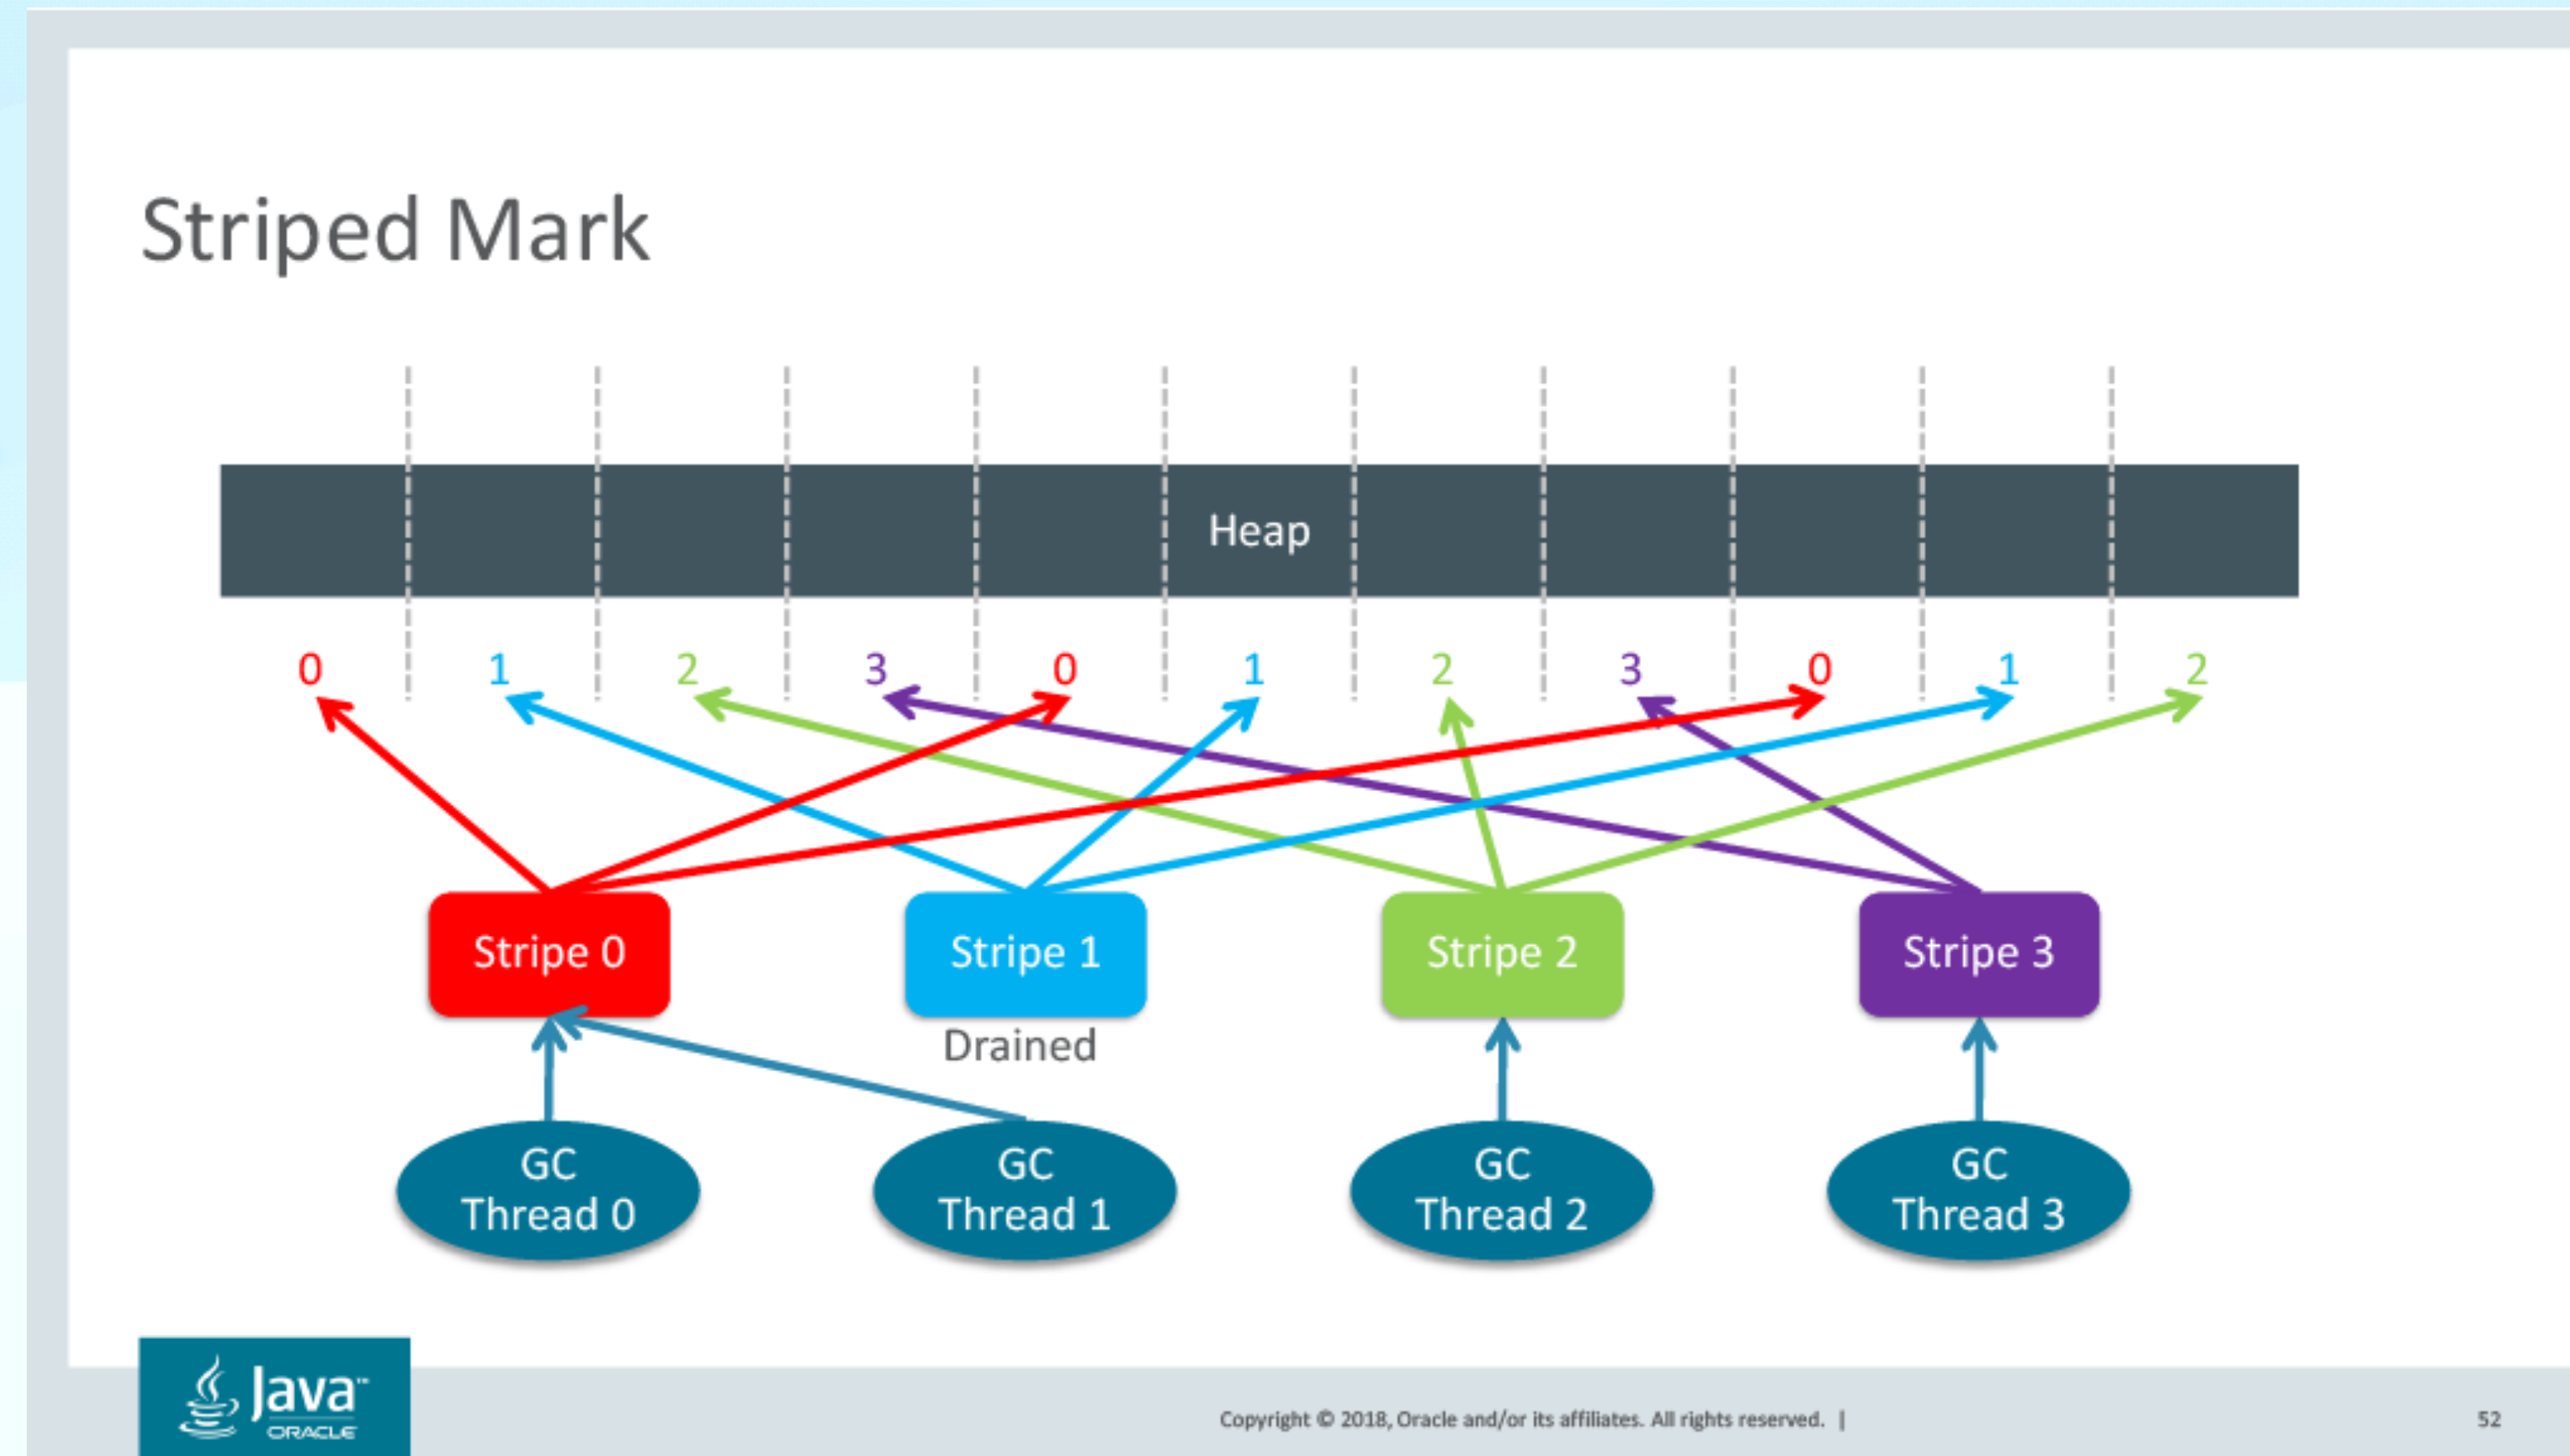 Striped Mark
Heap
0 1 2 3 0 1 2 3 0 1 2
Stripe 0 Stripe 1 Stripe 2 Stripe 3
Drained
GC Thread 0
GC Thread 1
GC Thread 2
GC Thread 3
Java™
ORACLE
Copyright © 2018, Oracle and/or its affiliates. All rights reserved. |
52